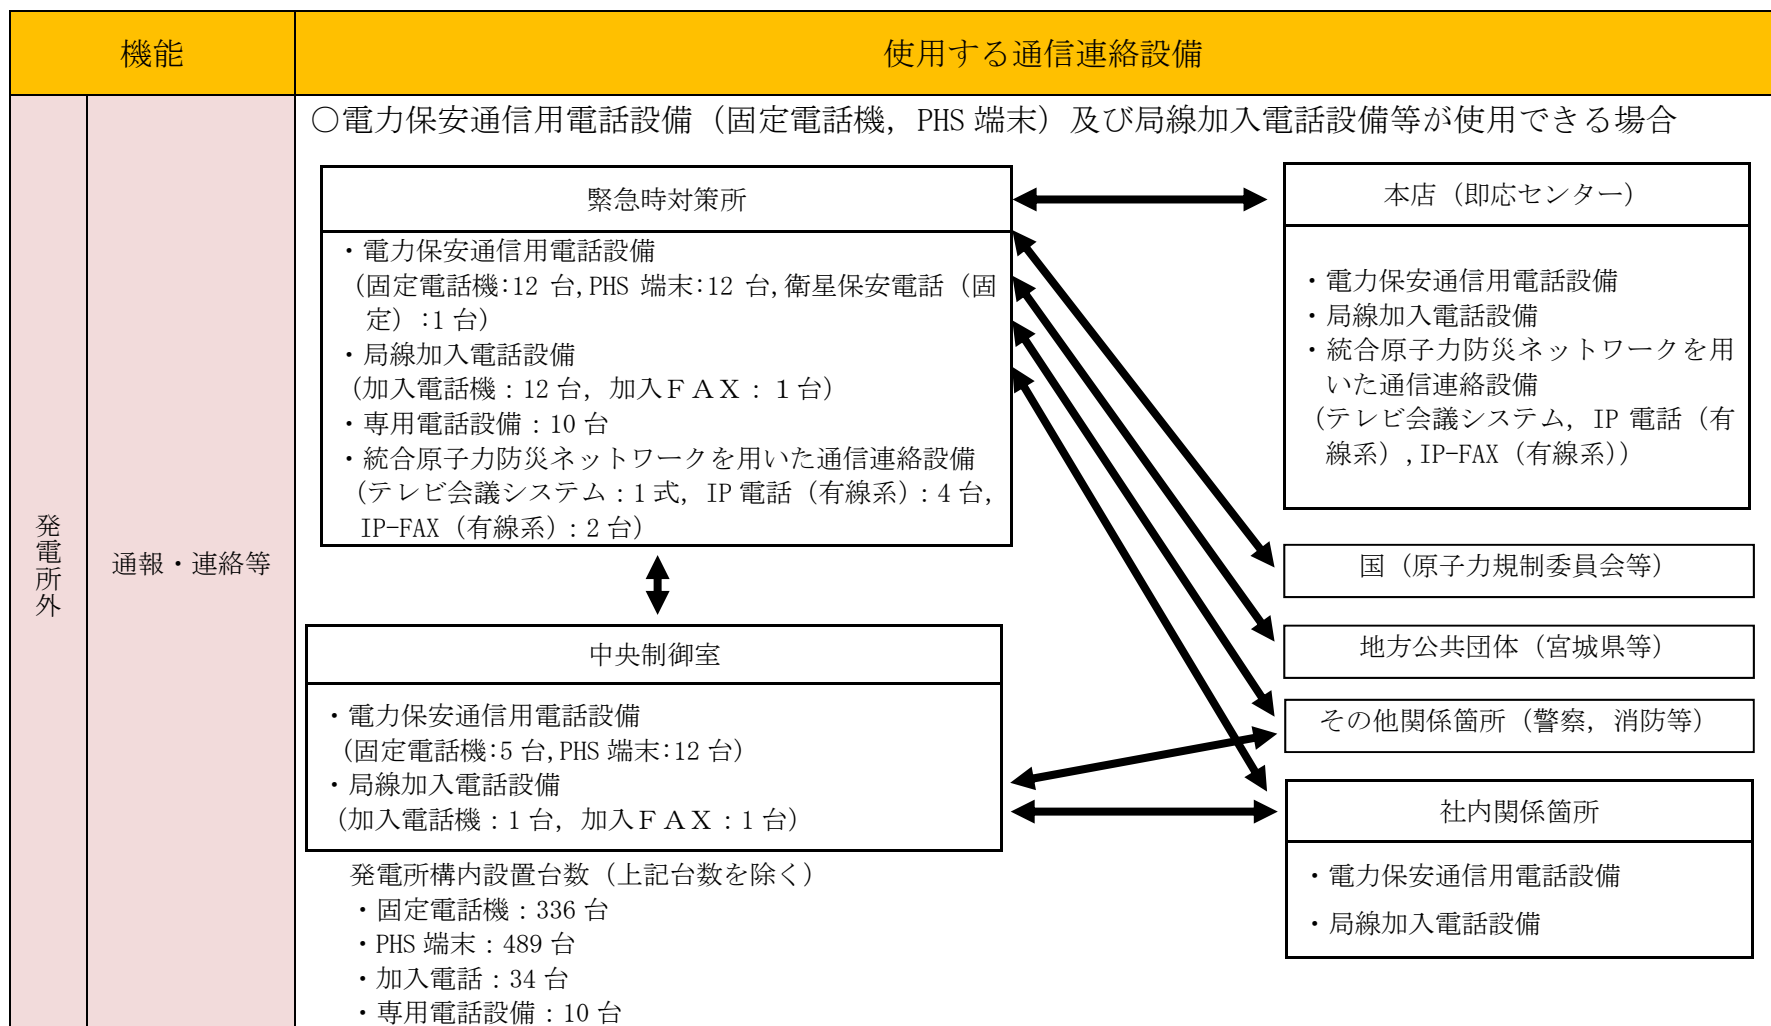 機能
使用する通信連絡設備
発電所外
通報・連絡等
○電力保安通信用電話設備（固定電話機，PHS 端末）及び局線加入電話設備等が使用できる場合
緊急時対策所
・電力保安通信用電話設備
（固定電話機:12 台,PHS 端末:12 台,衛星保安電話（固
定）:1 台）
・局線加入電話設備
（加入電話機：12 台，加入ＦＡＸ：１台）
・専用電話設備：10 台
・統合原子力防災ネットワークを用いた通信連絡設備
（テレビ会議システム：1 式，IP 電話（有線系）：4 台，
IP-FAX（有線系）：2 台）
中央制御室
・電力保安通信用電話設備
（固定電話機:5 台,PHS 端末:12 台）
・局線加入電話設備
（加入電話機：1 台，加入ＦＡＸ：1 台）
発電所構内設置台数（上記台数を除く）
・固定電話機：336 台
・PHS 端末：489 台
・加入電話：34 台
・専用電話設備：10 台
本店（即応センター）
・電力保安通信用電話設備
・局線加入電話設備
・統合原子力防災ネットワークを用
いた通信連絡設備
（テレビ会議システム，IP 電話（有
線系）,IP-FAX（有線系））
国（原子力規制委員会等）
地方公共団体（宮城県等）
その他関係箇所（警察，消防等）
社内関係箇所
・電力保安通信用電話設備
・局線加入電話設備